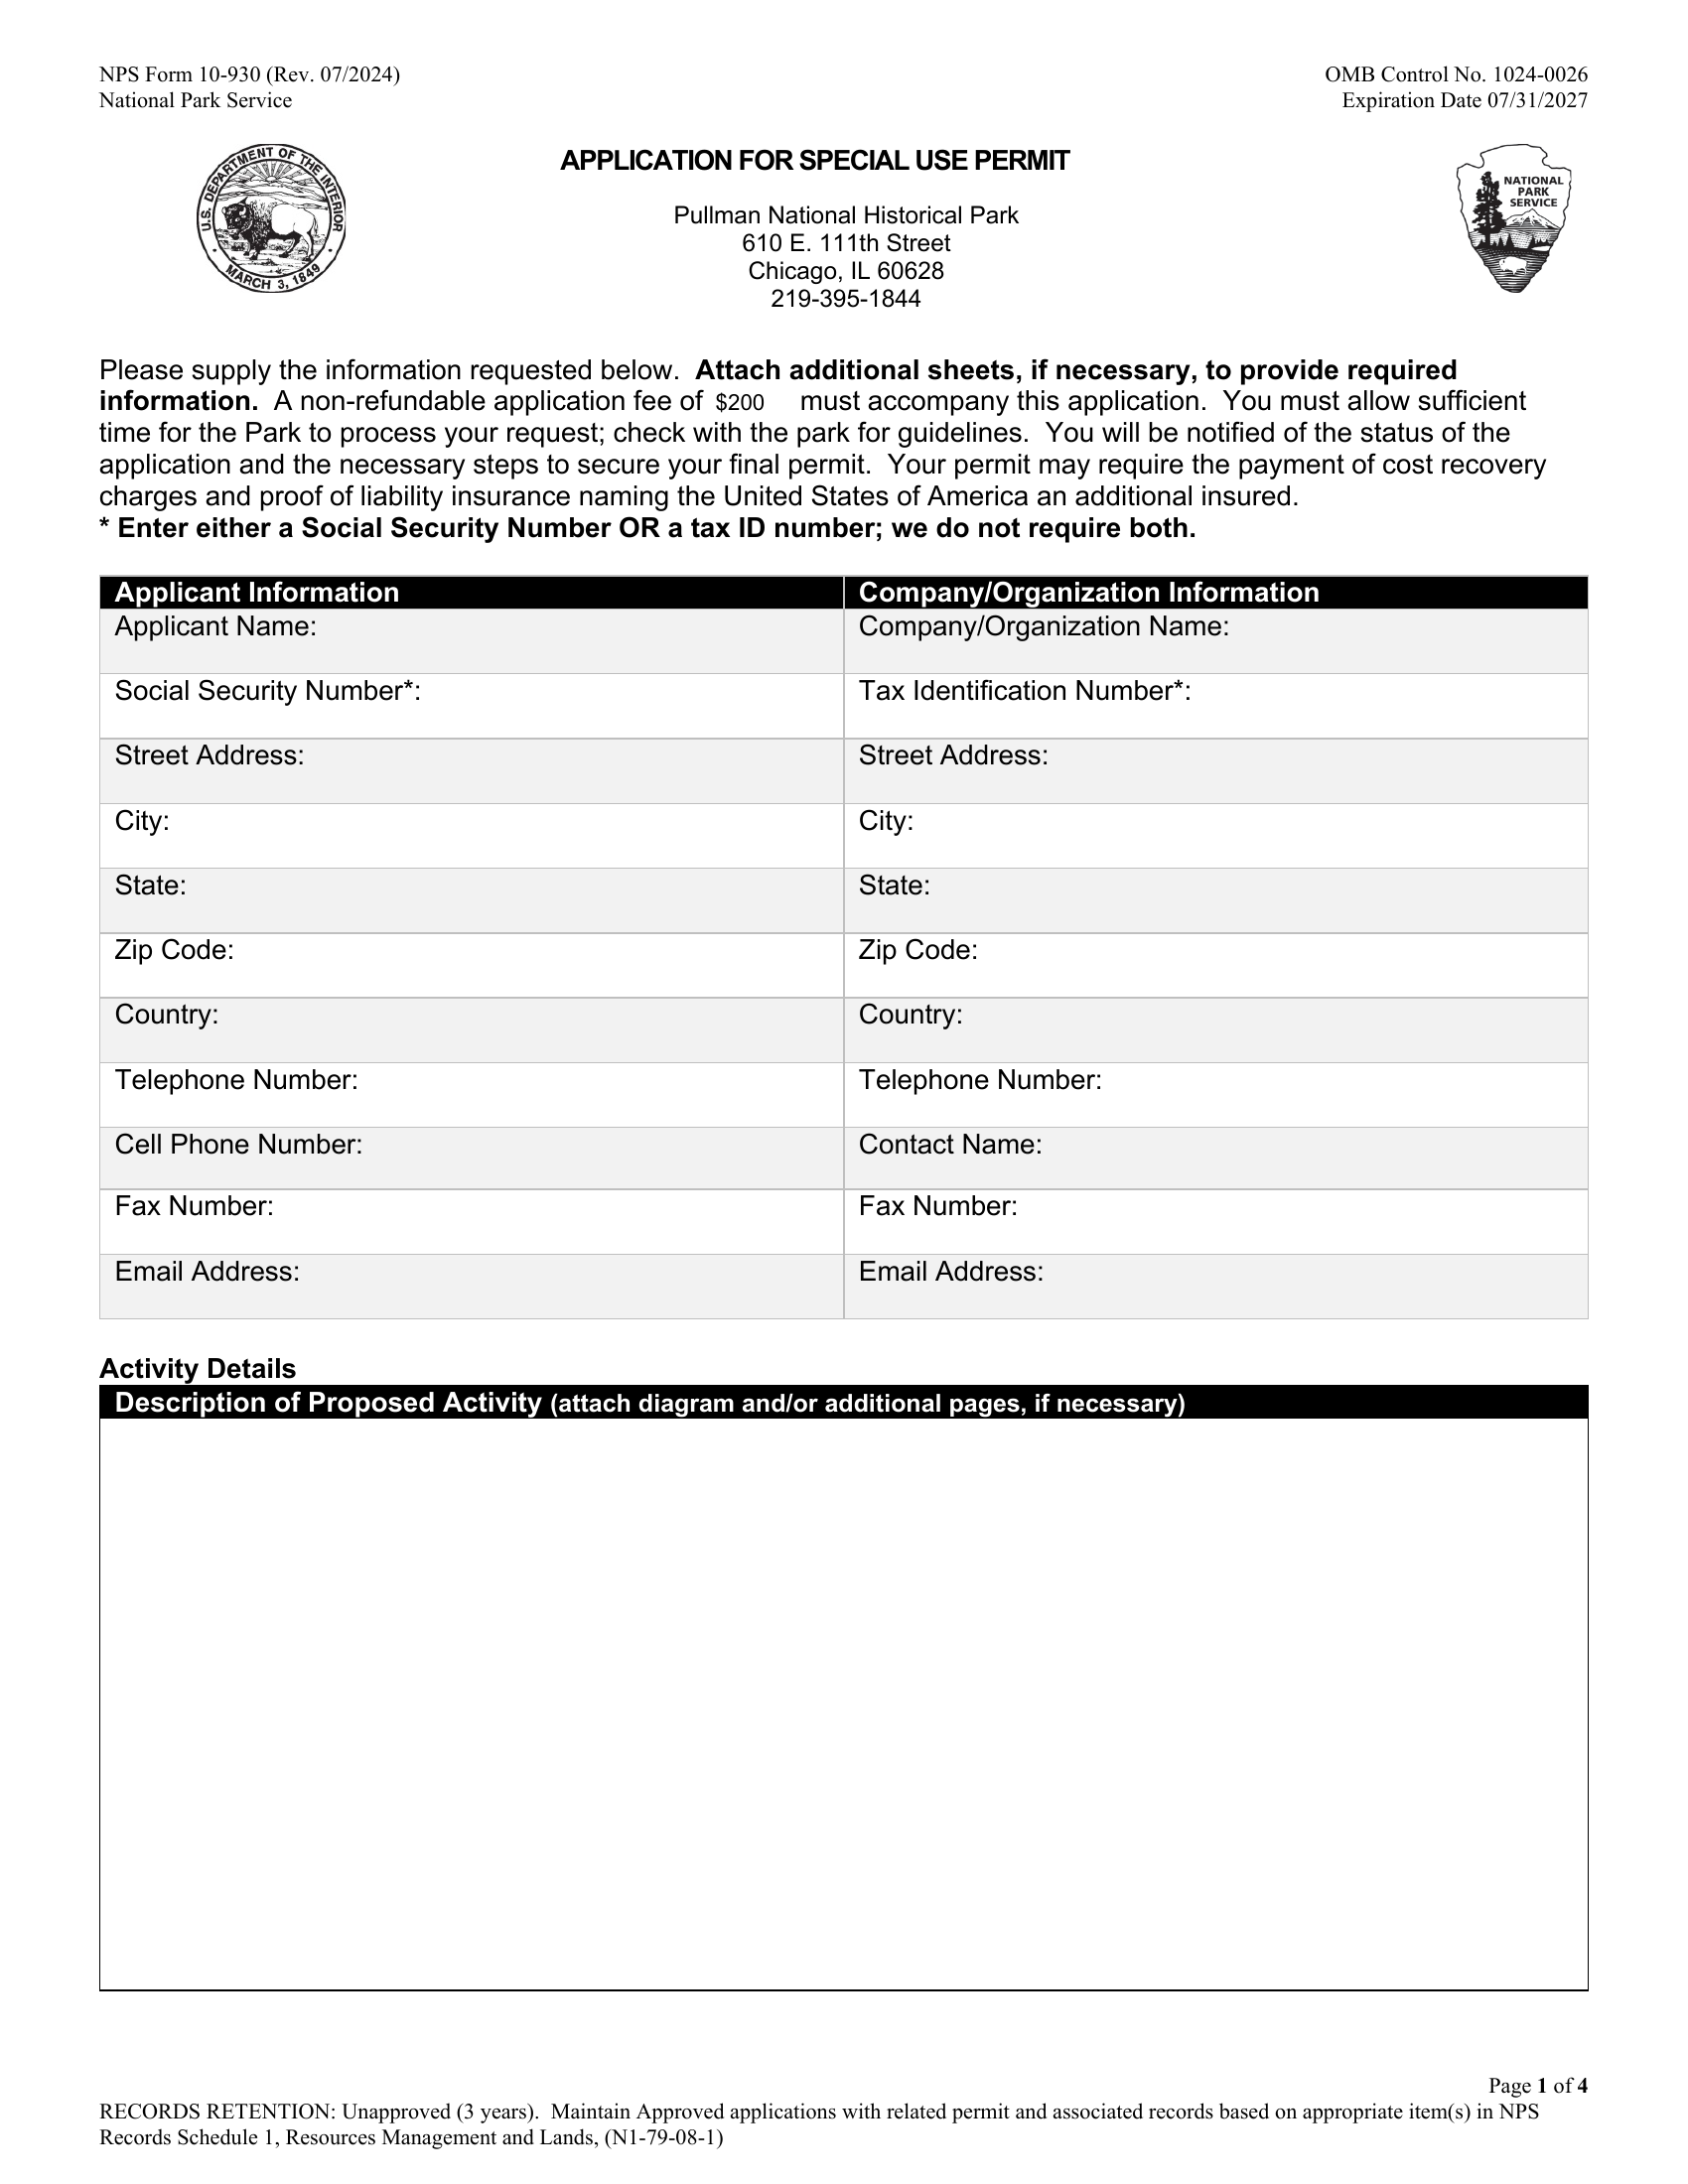 NPS Form 10-930 (Rev. 07/2024)
National Park Service
OMB Control No. 1024-0026
Expiration Date 07/31/2027
U.S. DEPARTMENT OF THE INTERIOR
MARCH 3, 1849
APPLICATION FOR SPECIAL USE PERMIT
Pullman National Historical Park
610 E. 111th Street
Chicago, IL 60628
219-395-1844
NATIONAL
PARK
SERVICE
Please supply the information requested below.  Attach additional sheets, if necessary, to provide required
information.  A non-refundable application fee of $200 must accompany this application.  You must allow sufficient
time for the Park to process your request; check with the park for guidelines.  You will be notified of the status of the
application and the necessary steps to secure your final permit.  Your permit may require the payment of cost recovery
charges and proof of liability insurance naming the United States of America an additional insured.
* Enter either a Social Security Number OR a tax ID number; we do not require both.
Applicant Information
Company/Organization Information
Applicant Name:
Company/Organization Name:
Social Security Number*:
Tax Identification Number*:
Street Address:
Street Address:
City:
City:
State:
State:
Zip Code:
Zip Code:
Country:
Country:
Telephone Number:
Telephone Number:
Cell Phone Number:
Contact Name:
Fax Number:
Fax Number:
Email Address:
Email Address:
Activity Details
Description of Proposed Activity (attach diagram and/or additional pages, if necessary)
Page 1 of 4
RECORDS RETENTION: Unapproved (3 years).  Maintain Approved applications with related permit and associated records based on appropriate item(s) in NPS
Records Schedule 1, Resources Management and Lands, (N1-79-08-1)